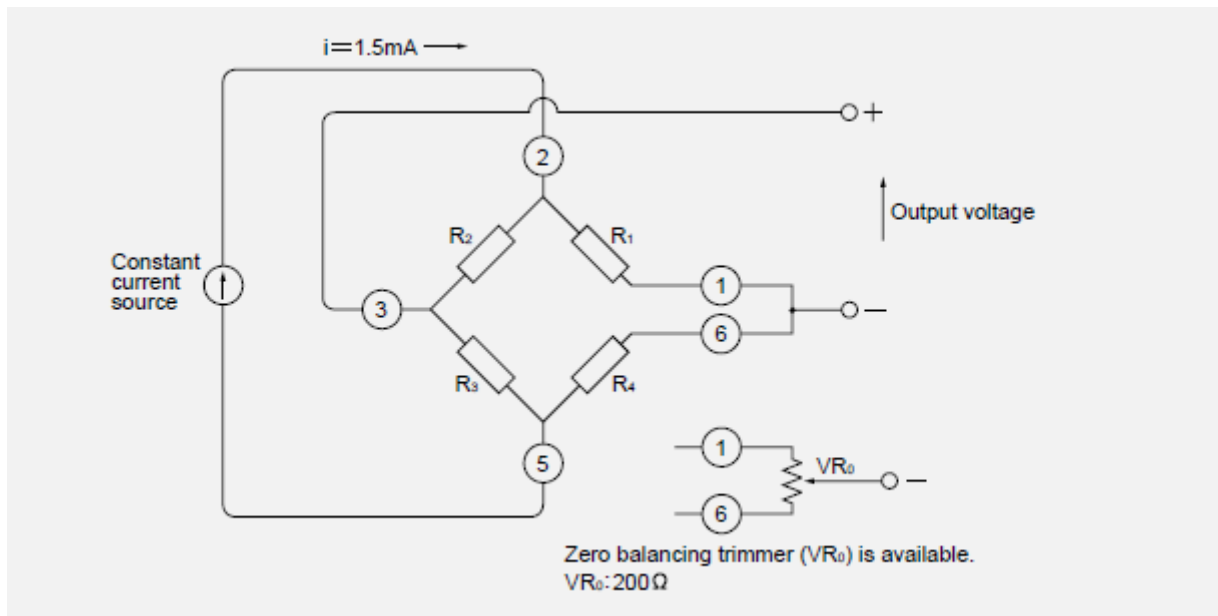 i=1.5mA
+
2
Output voltage
R₂
R₁
Constant
current
source
1
3
−
6
R₃
R₄
1
5
VR₀
−
6
Zero balancing trimmer (VR₀) is available.
VR₀:200Ω